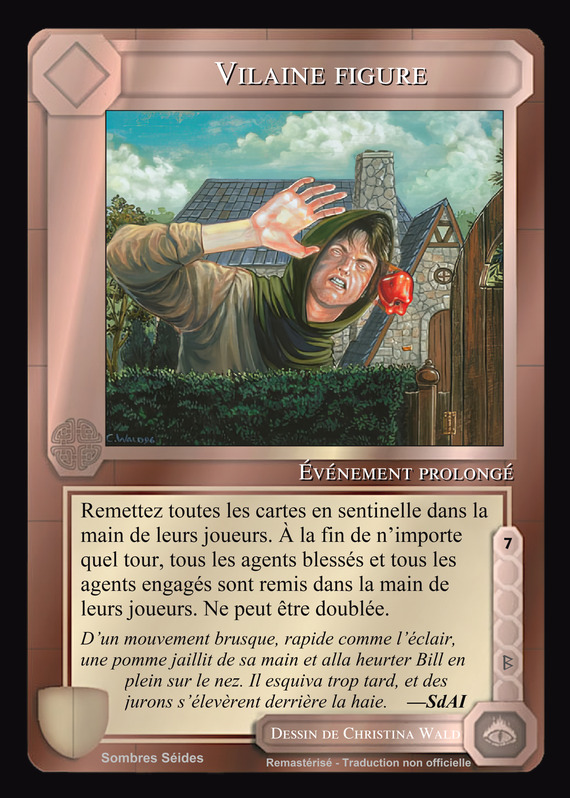 Vilaine figure
C. WALD 96
Événement prolongé
Remettez toutes les cartes en sentinelle dans la
main de leurs joueurs. À la fin de n’importe
quel tour, tous les agents blessés et tous les
agents engagés sont remis dans la main de
leurs joueurs. Ne peut être doublée.
7
D’un mouvement brusque, rapide comme l’éclair,
une pomme jaillit de sa main et alla heurter Bill en
plein sur le nez. Il esquiva trop tard, et des
jurons s’élevèrent derrière la haie. —SdAI
ᛒ
Dessin de Christina Wald
Sombres Séides
Remastérisé - Traduction non officielle